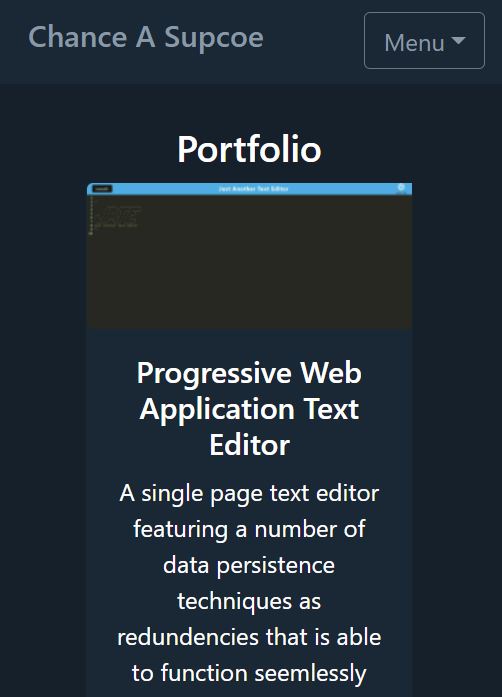 Chance A Supcoe
Menu
Portfolio
Just Another Text Editor
Progressive Web
Application Text
Editor
A single page text editor
featuring a number of
data persistence
techniques as
redundencies that is able
to function seemlessly